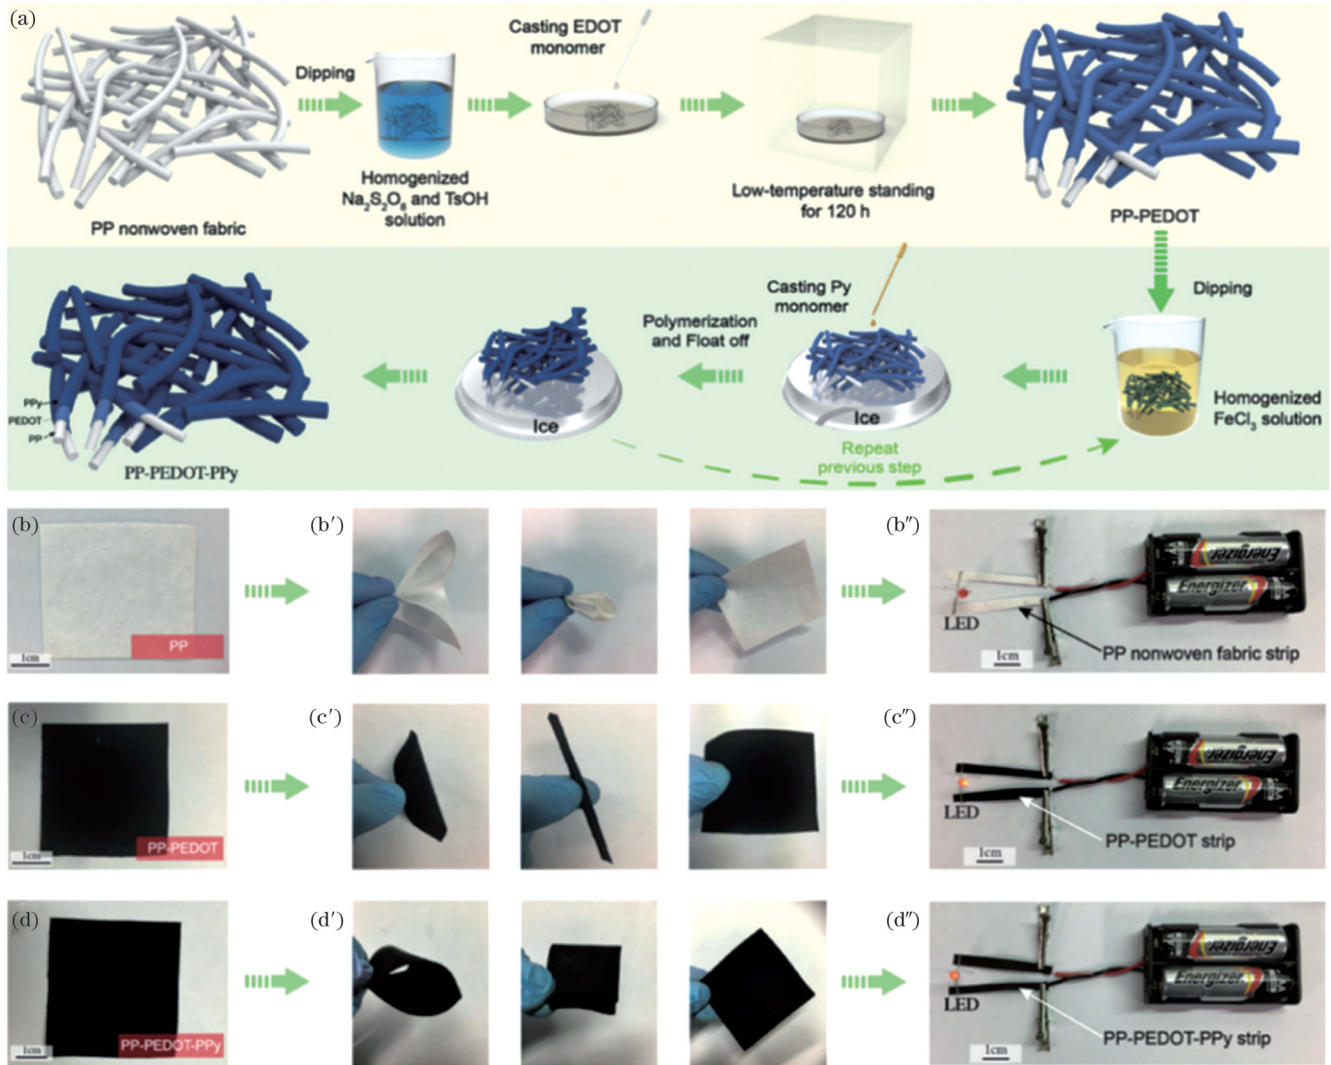 (a)
Dipping
Casting EDOT
monomer
Homogenized
Na₂S₂O₈ and TsOH
solution
Low-temperature standing
for 120 h
PP nonwoven fabric
PP-PEDOT
Dipping
Homogenized
FeCl₃ solution
Casting Py
monomer
Ice
Polymerization
and Float off
Ice
Repeat
previous step
PPy
PEDOT
PP
PP-PEDOT-PPy
(b)
PP
1cm
(b′)
(b″)
LED
Energizer
Energizer
PP nonwoven fabric strip
1cm
(c)
PP-PEDOT
1cm
(c′)
(c″)
LED
Energizer
Energizer
PP-PEDOT strip
1cm
(d)
PP-PEDOT-PPy
1cm
(d′)
(d″)
LED
Energizer
Energizer
PP-PEDOT-PPy strip
1cm